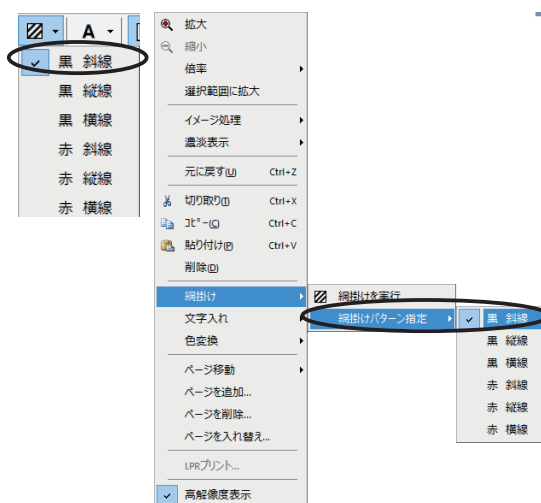 A
黒 斜線
黒 縦線
黒 横線
赤 斜線
赤 縦線
赤 横線
拡大
縮小
倍率
選択範囲に拡大
イメージ処理
濃淡表示
元に戻す(U) Ctrl+Z
切り取り(T) Ctrl+X
コピー(C) Ctrl+C
貼り付け(P) Ctrl+V
削除(D)
網掛け
文字入れ
色変換
ページ移動
ページを追加...
ページを削除...
ページを入れ替え...
LPRプリント...
高解像度表示
網掛けを実行
網掛けパターン指定
黒 斜線
黒 縦線
黒 横線
赤 斜線
赤 縦線
赤 横線